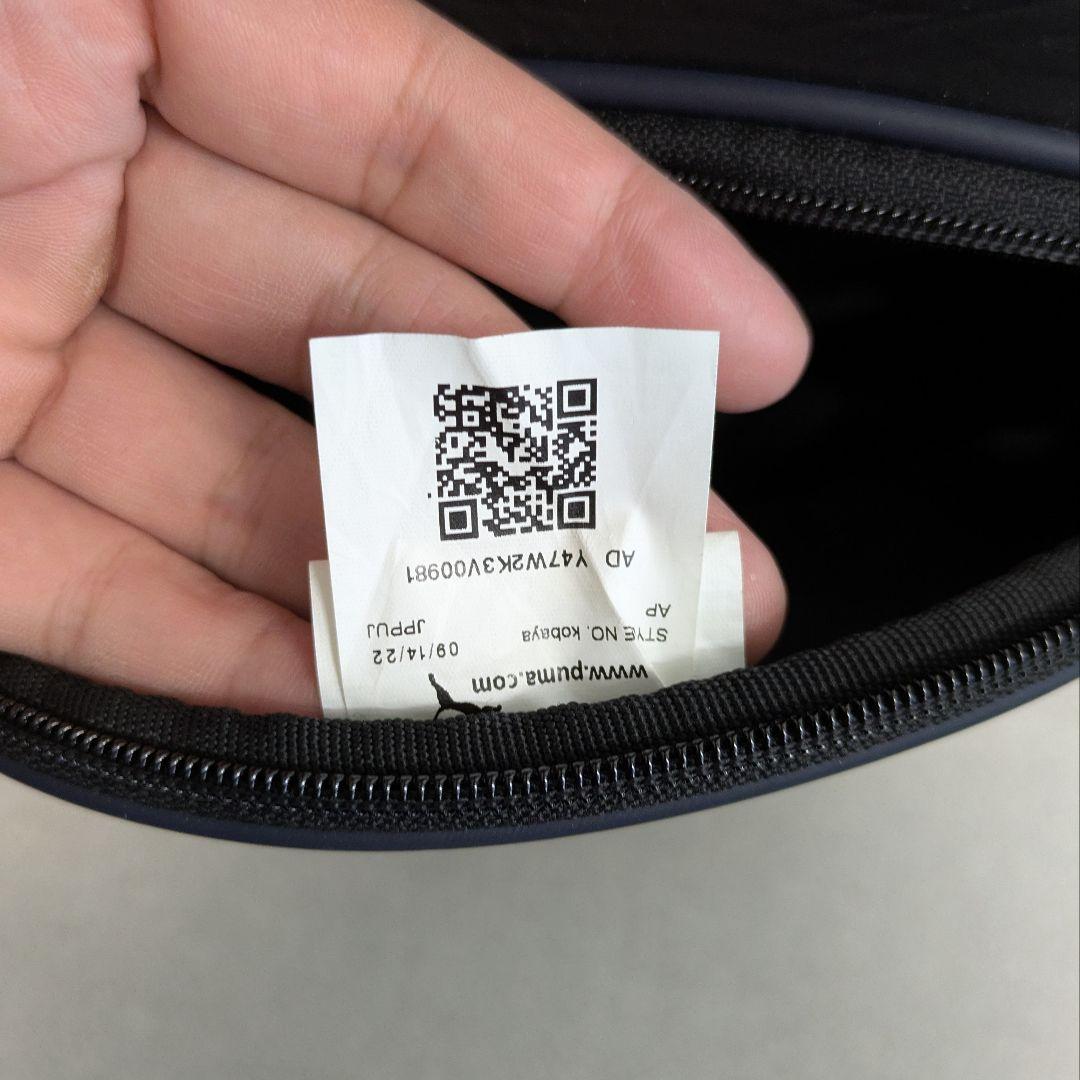 www.puma.com
STYE NO. kobaya 09/14/22
AP JPPUJ
AD Y47W2K3V00981